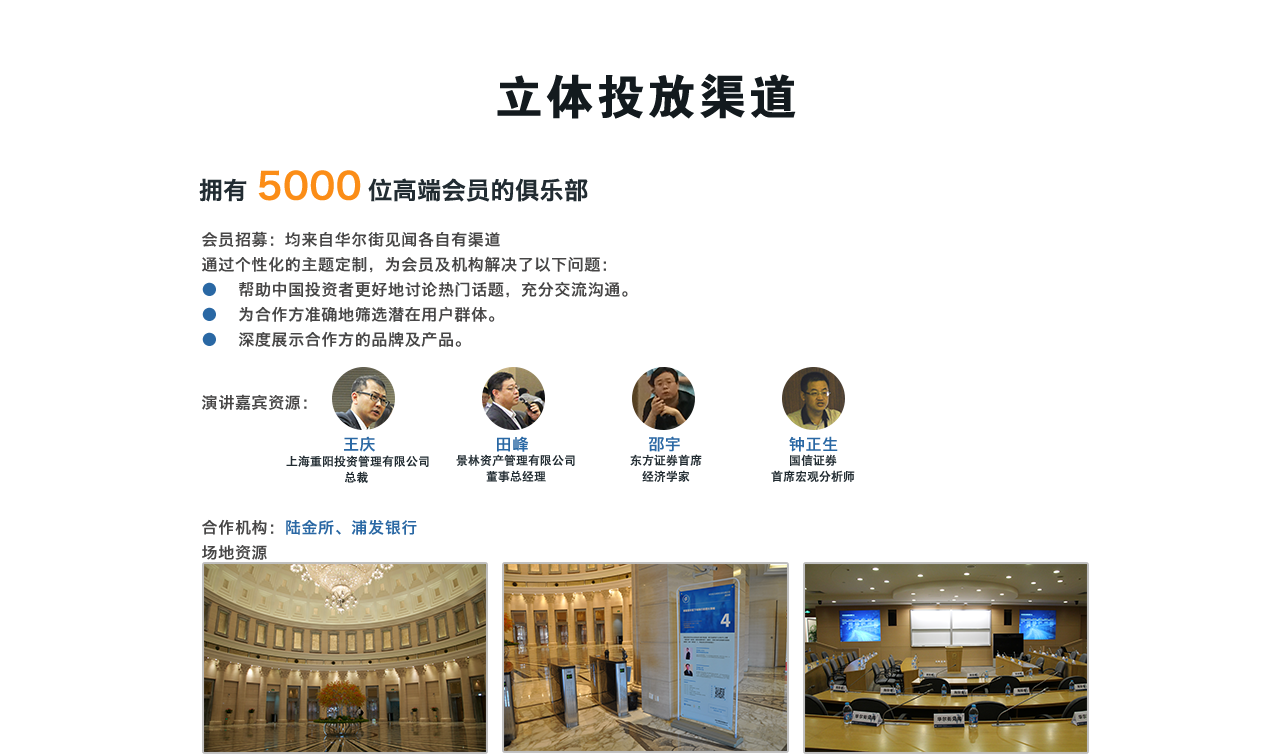 立体投放渠道
拥有 5000 位高端会员的俱乐部
会员招募：均来自华尔街见闻各自有渠道
通过个性化的主题定制，为会员及机构解决了以下问题：
● 帮助中国投资者更好地讨论热门话题，充分交流沟通。
● 为合作方准确地筛选潜在用户群体。
● 深度展示合作方的品牌及产品。
演讲嘉宾资源：
王庆
上海重阳投资管理有限公司
总裁
田峰
景林资产管理有限公司
董事总经理
邵宇
东方证券首席
经济学家
钟正生
国信证券
首席宏观分析师
合作机构：陆金所、浦发银行
场地资源
4